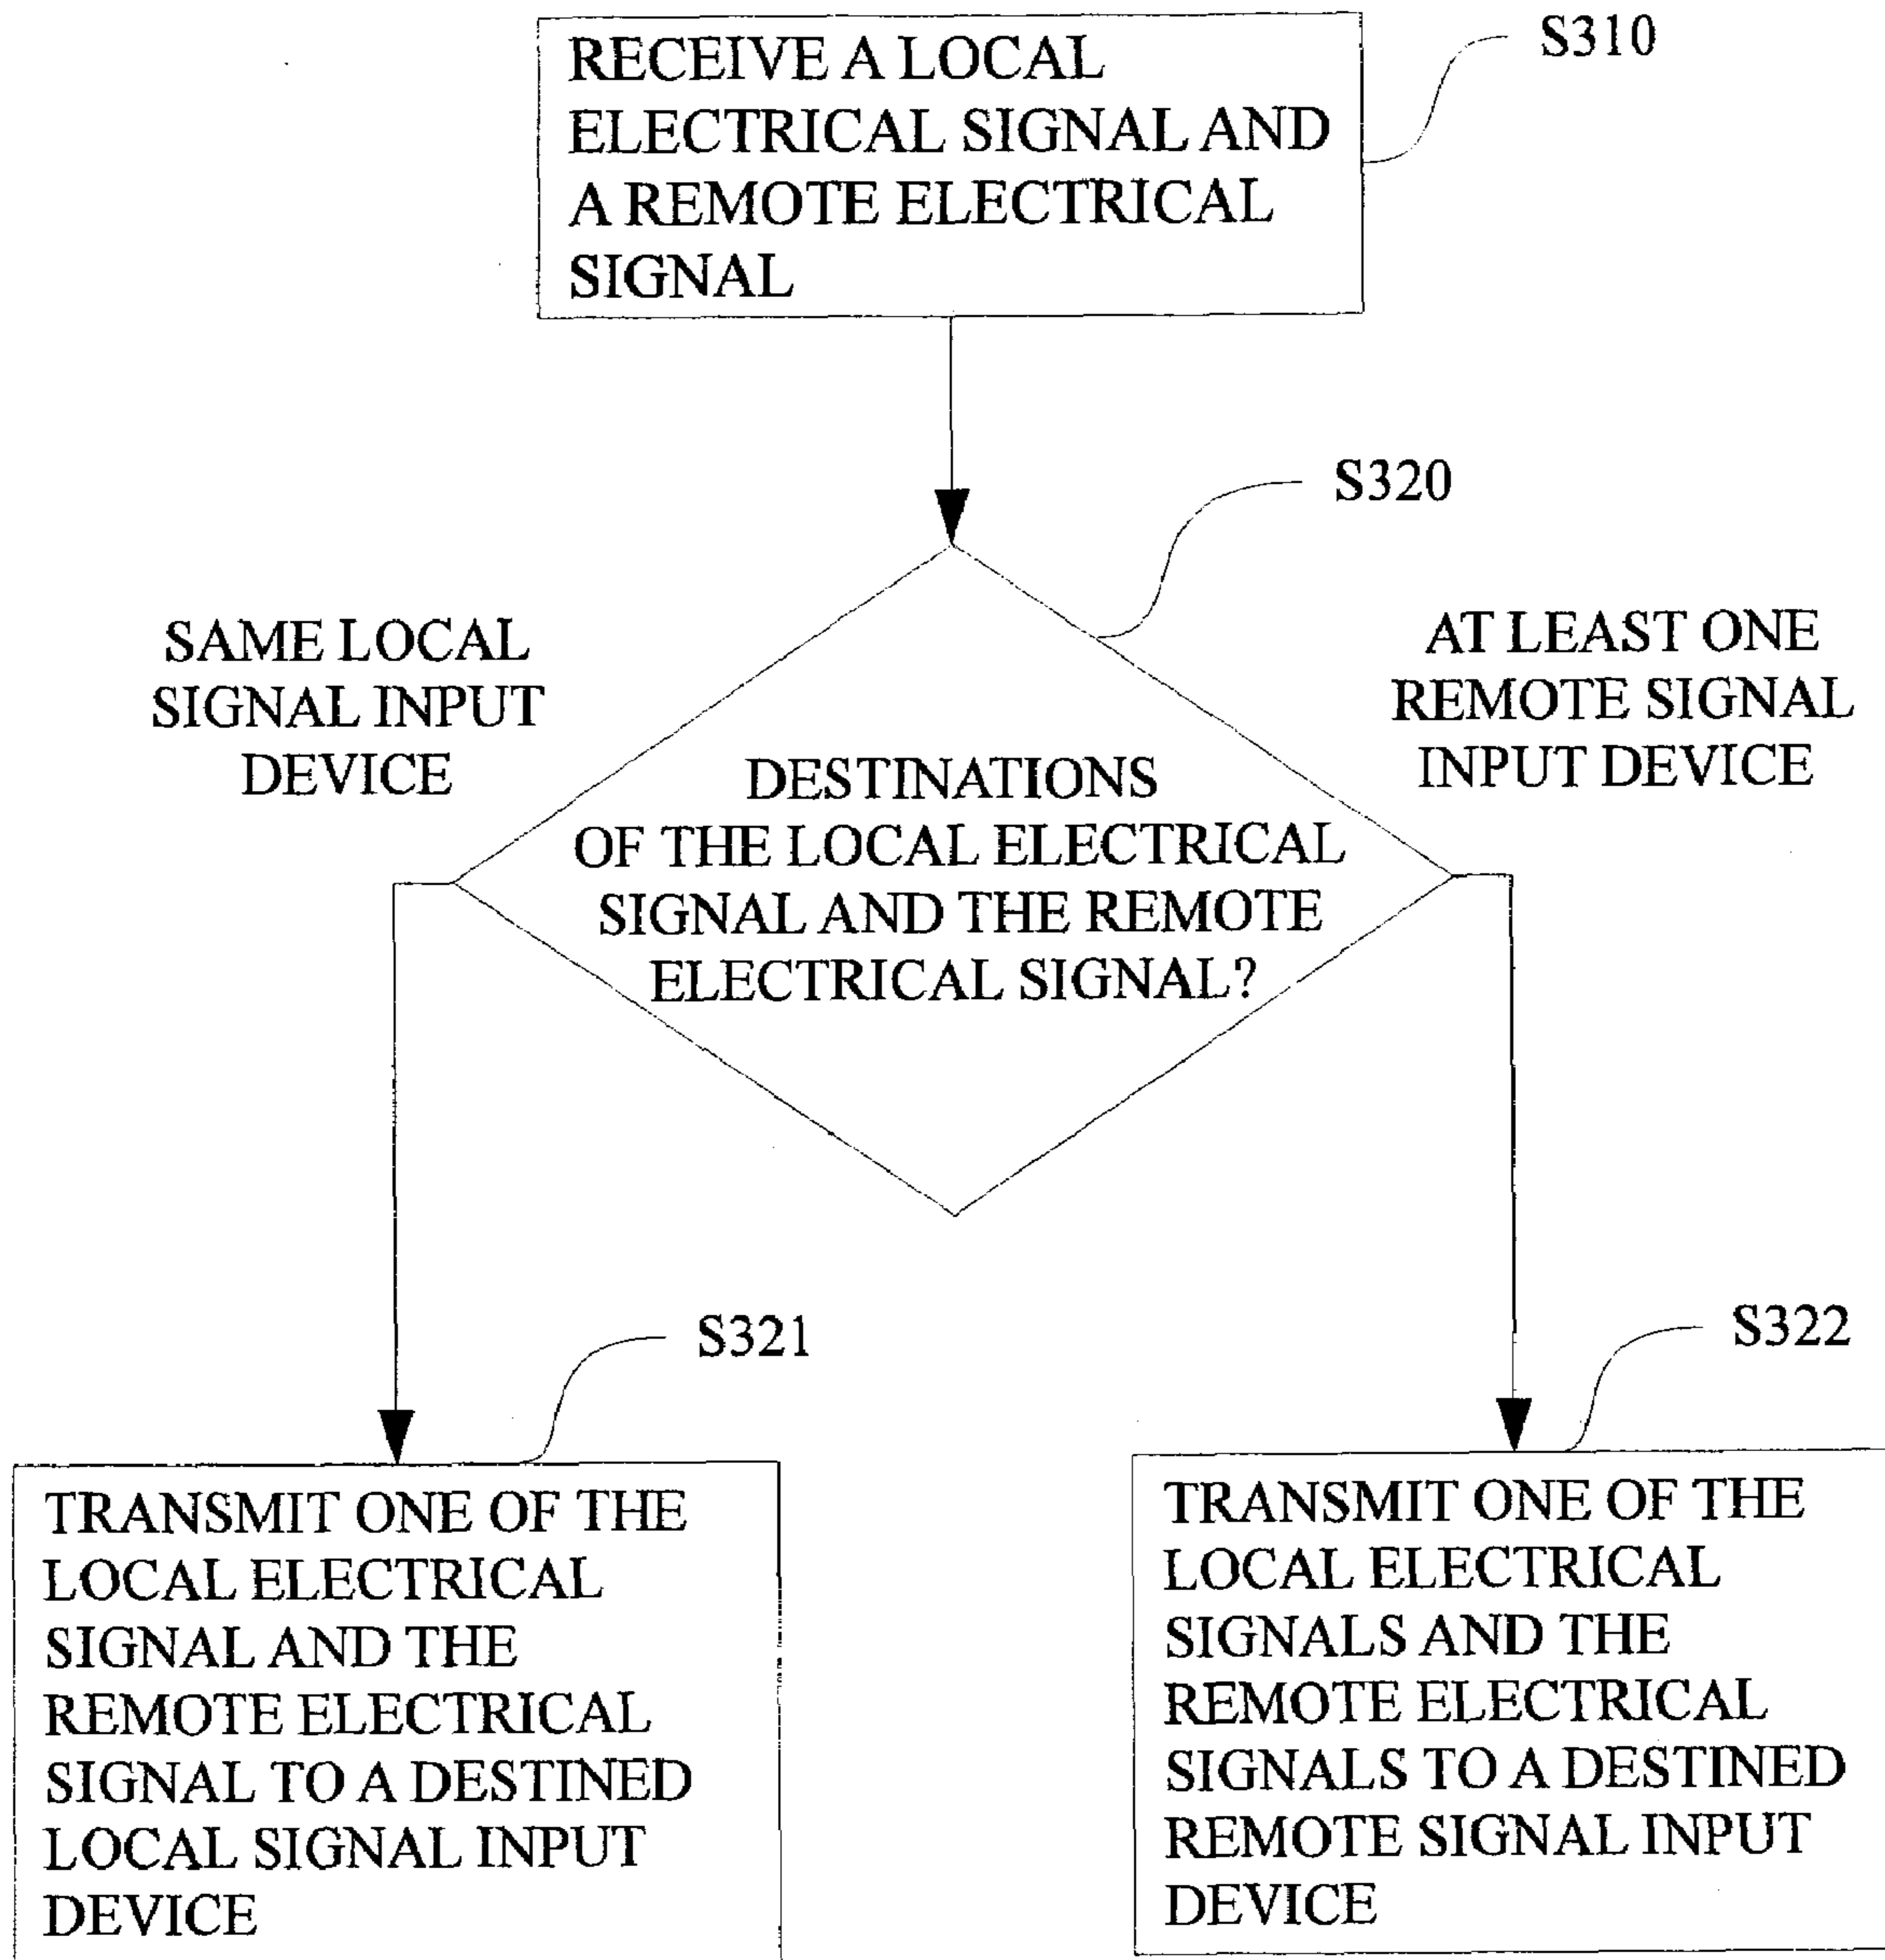 RECEIVE A LOCAL
ELECTRICAL SIGNAL AND
A REMOTE ELECTRICAL
SIGNAL
S310
S320
SAME LOCAL
SIGNAL INPUT
DEVICE
AT LEAST ONE
REMOTE SIGNAL
INPUT DEVICE
DESTINATIONS
OF THE LOCAL ELECTRICAL
SIGNAL AND THE REMOTE
ELECTRICAL SIGNAL?
S321
S322
TRANSMIT ONE OF THE
LOCAL ELECTRICAL
SIGNAL AND THE
REMOTE ELECTRICAL
SIGNAL TO A DESTINED
LOCAL SIGNAL INPUT
DEVICE
TRANSMIT ONE OF THE
LOCAL ELECTRICAL
SIGNALS AND THE
REMOTE ELECTRICAL
SIGNALS TO A DESTINED
REMOTE SIGNAL INPUT
DEVICE